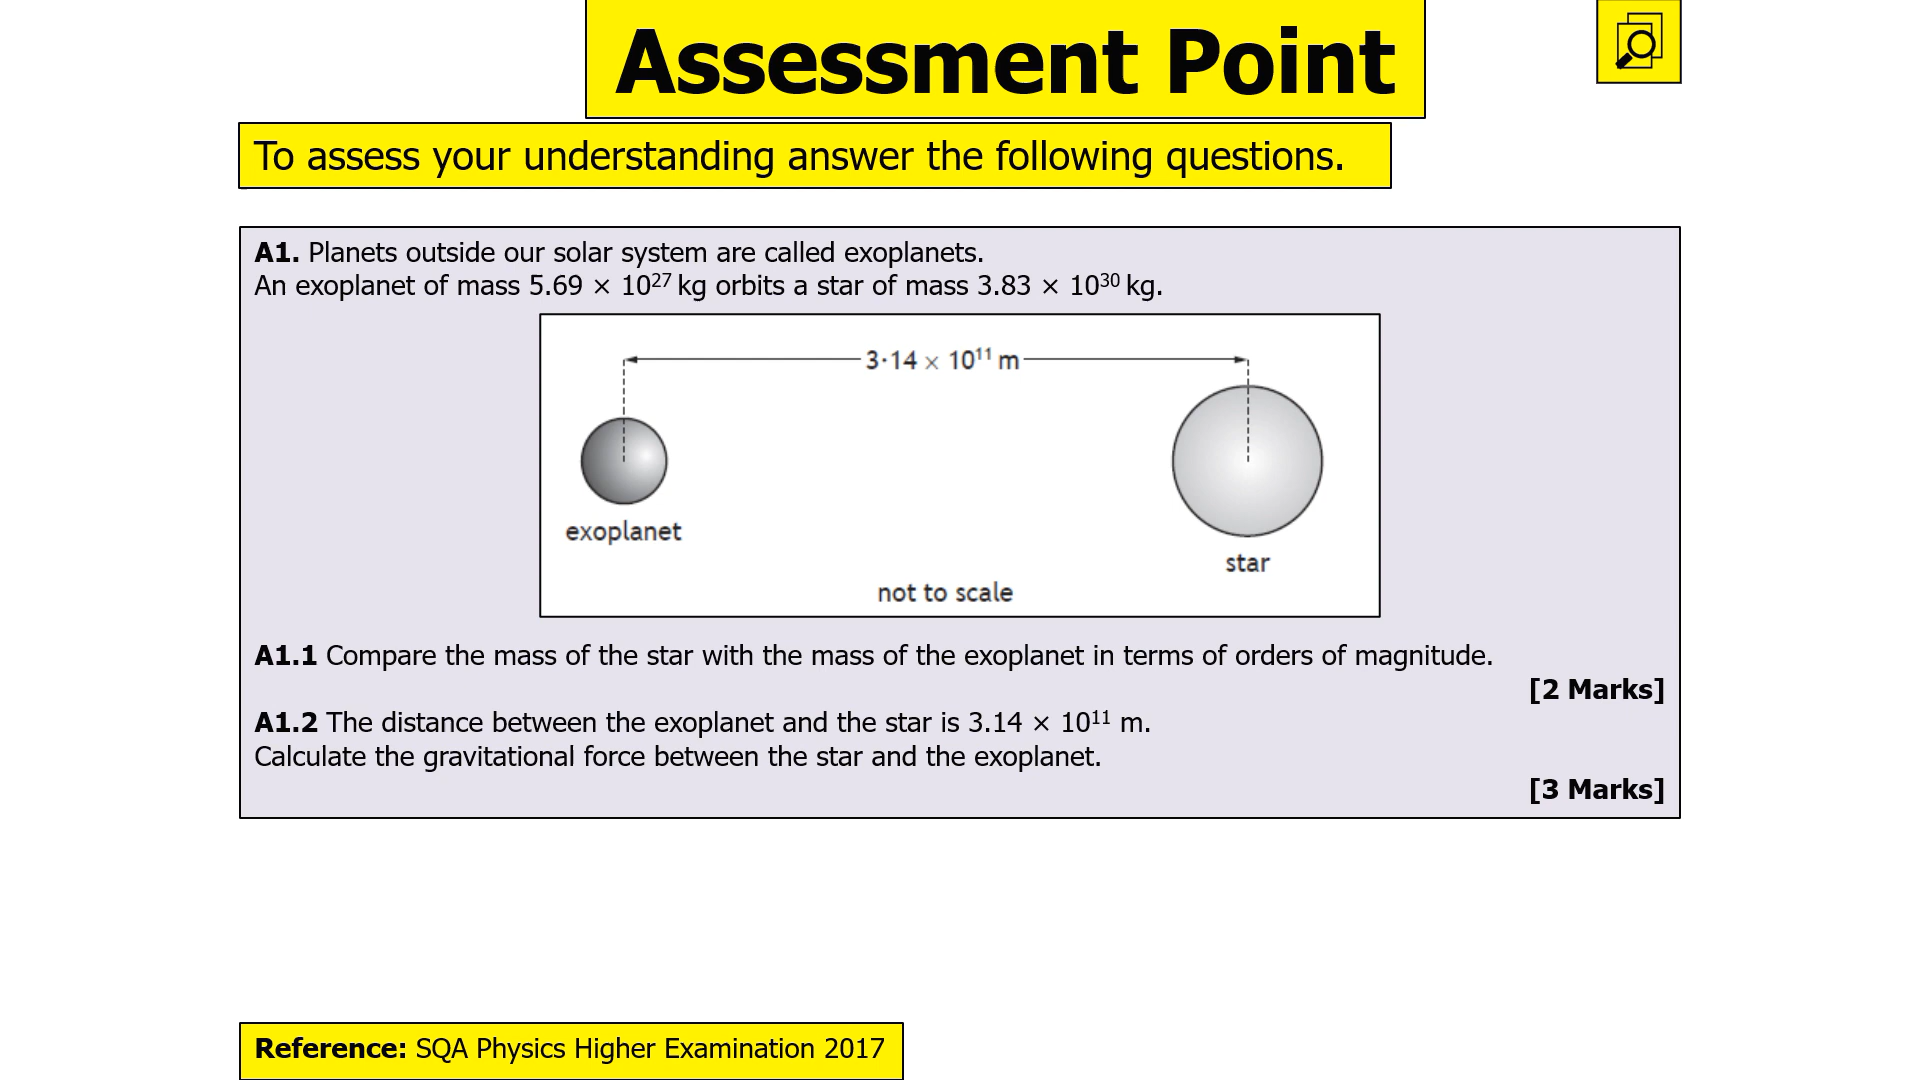 Assessment Point
To assess your understanding answer the following questions.
A1. Planets outside our solar system are called exoplanets.
An exoplanet of mass 5.69 × 10²⁷ kg orbits a star of mass 3.83 × 10³⁰ kg.
3·14 × 10¹¹ m
exoplanet
star
not to scale
A1.1 Compare the mass of the star with the mass of the exoplanet in terms of orders of magnitude.
[2 Marks]
A1.2 The distance between the exoplanet and the star is 3.14 × 10¹¹ m.
Calculate the gravitational force between the star and the exoplanet.
[3 Marks]
Reference: SQA Physics Higher Examination 2017